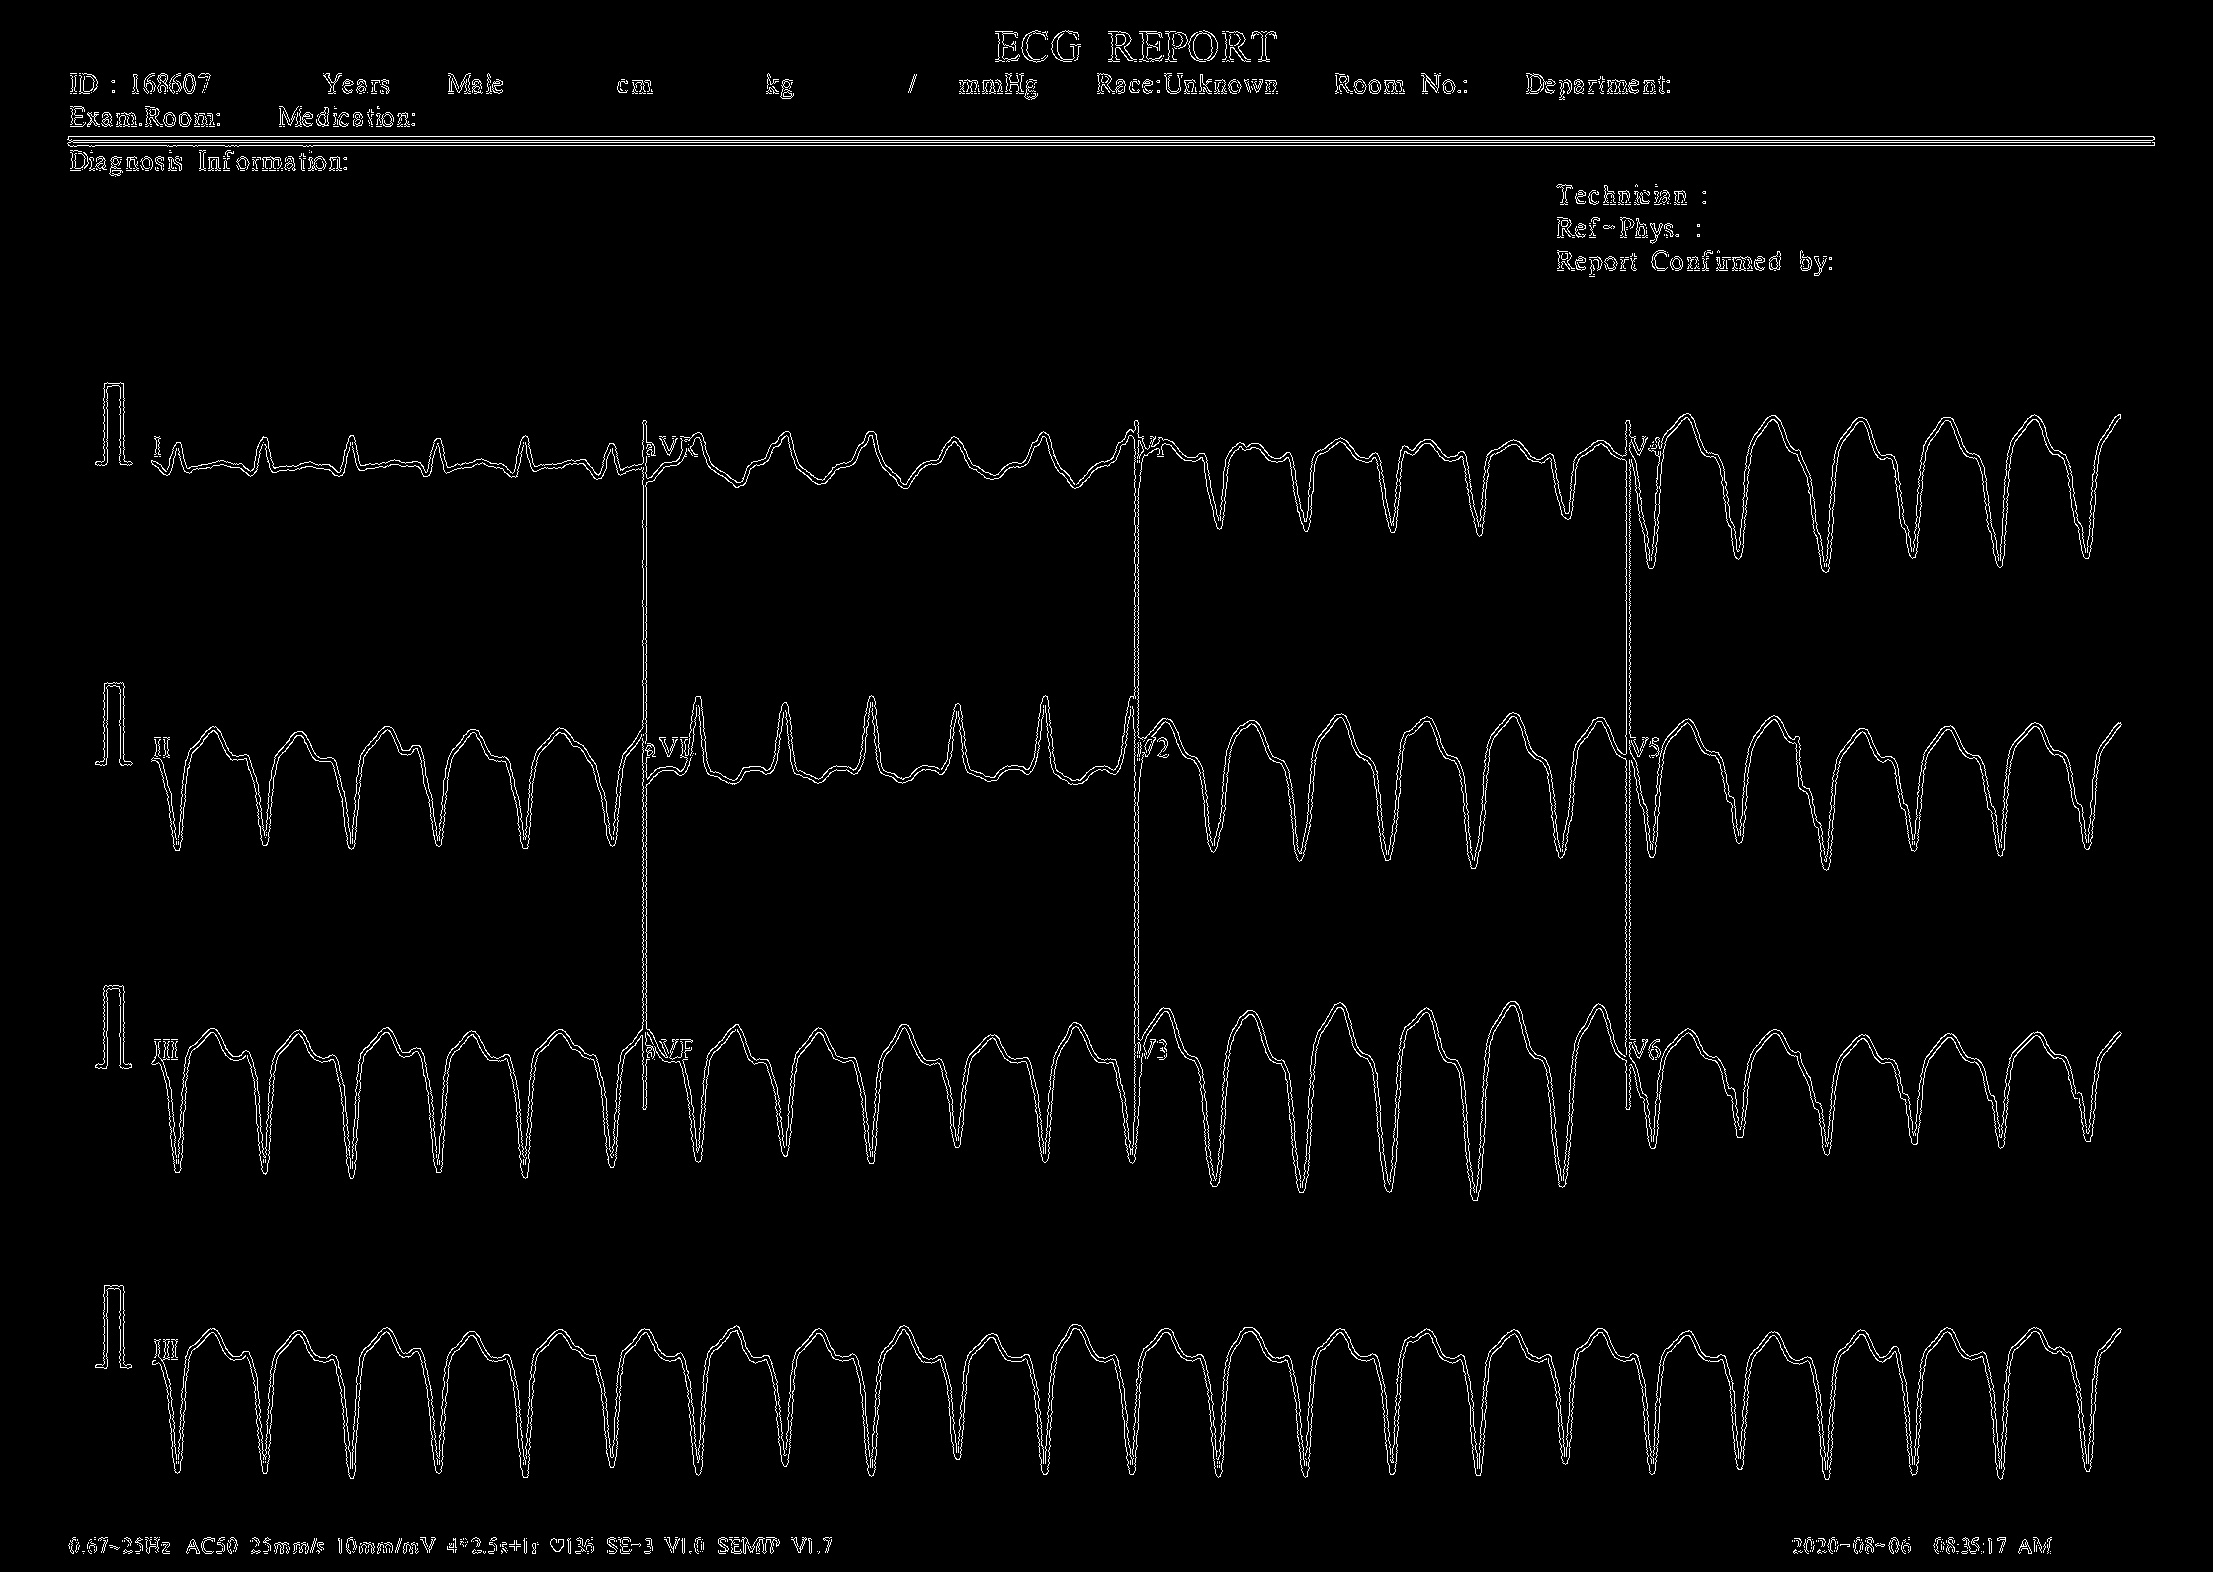 ECG REPORT
ID : 168607 Years Male cm kg / mmHg Race:Unknown Room No.: Department:
Exam.Room: Medication:
Diagnosis Information:
Technician :
Ref-Phys. :
Report Confirmed by:
I aVR V1 V4
II aVL V2 V5
III aVF V3 V6
III
0.67~25Hz AC50 25mm/s 10mm/mV 4*2.5s+1r ♡136 SE-3 V1.0 SEMIP V1.7 2020-08-06 08:35:17 AM